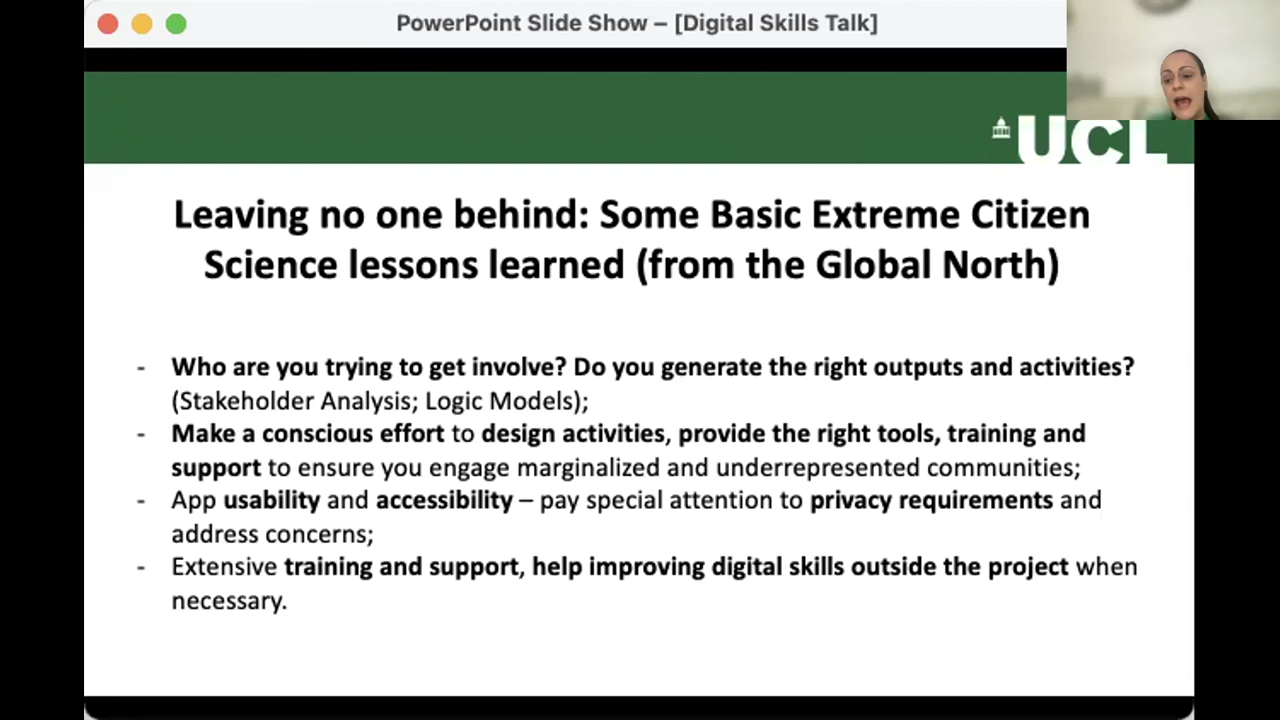 PowerPoint Slide Show – [Digital Skills Talk]
UCL
Leaving no one behind: Some Basic Extreme Citizen
Science lessons learned (from the Global North)
- Who are you trying to get involve? Do you generate the right outputs and activities?
(Stakeholder Analysis; Logic Models);
- Make a conscious effort to design activities, provide the right tools, training and
support to ensure you engage marginalized and underrepresented communities;
- App usability and accessibility – pay special attention to privacy requirements and
address concerns;
- Extensive training and support, help improving digital skills outside the project when
necessary.